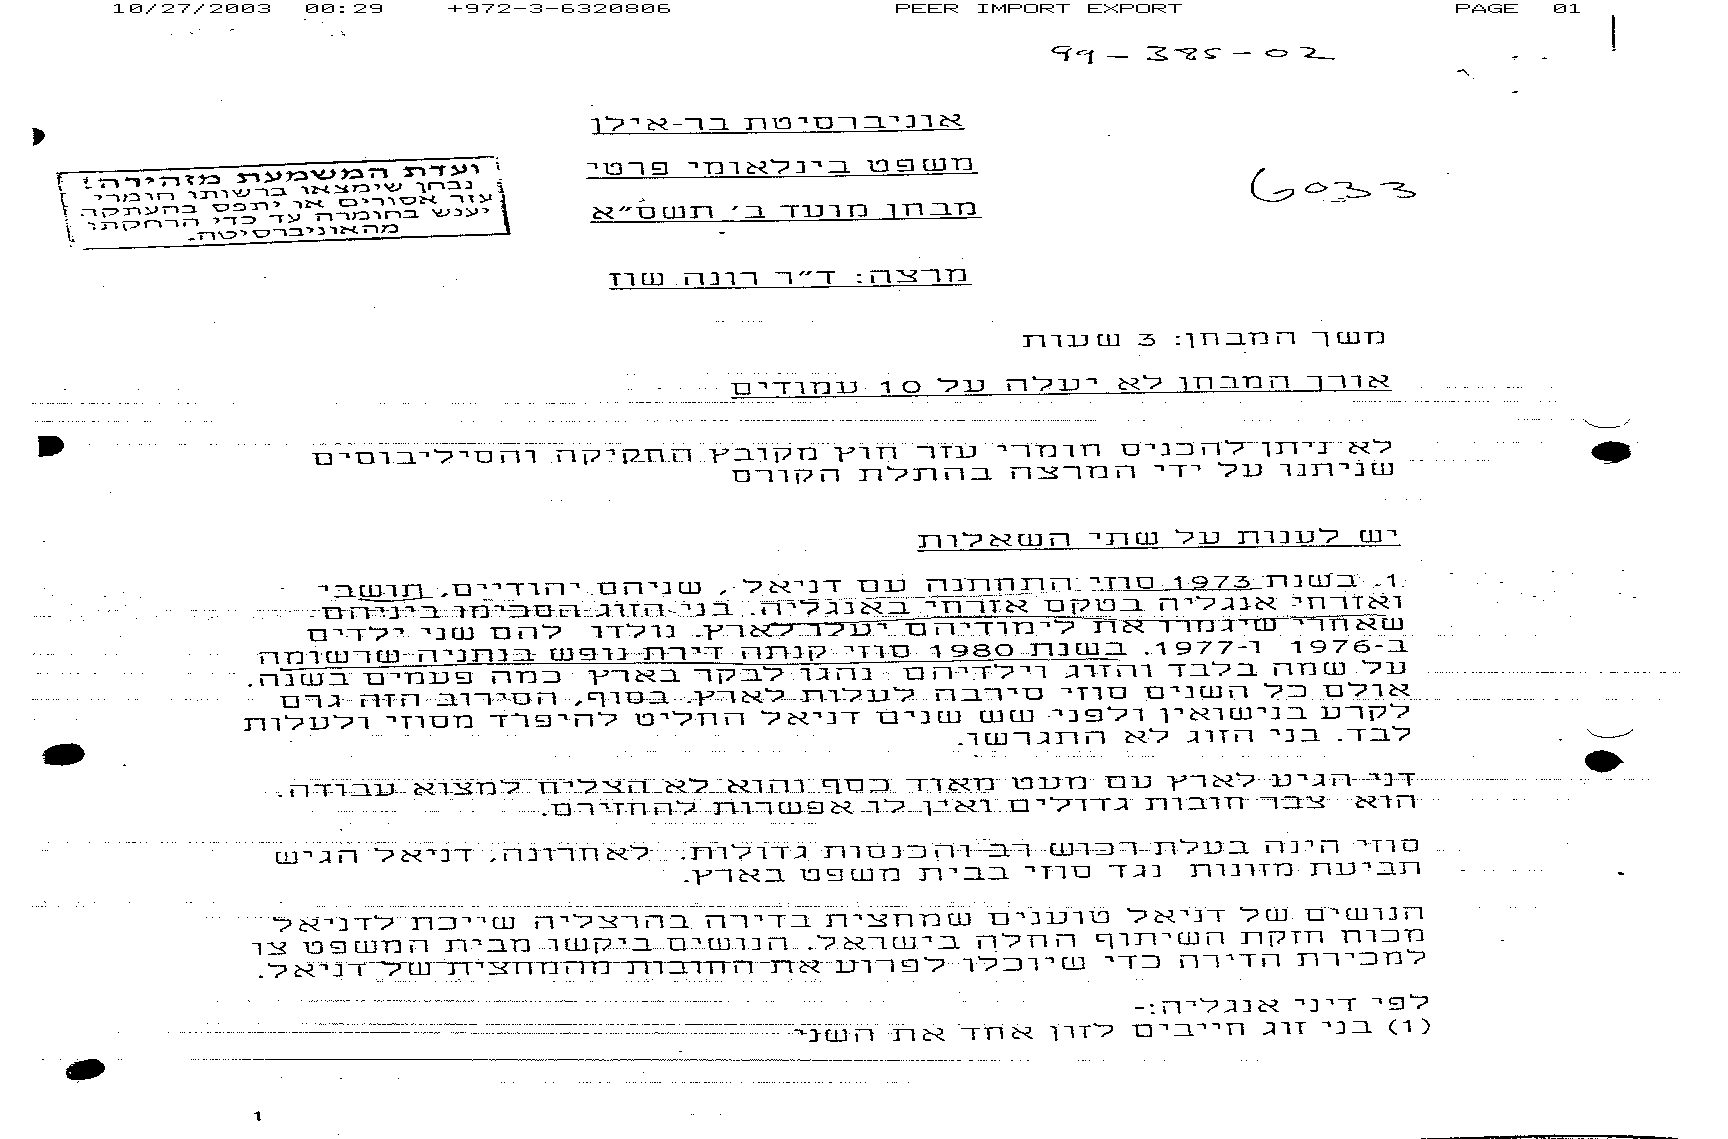 10/27/2003 00:29 +972-3-6320806 PEER IMPORT EXPORT PAGE 01
99-385-02
אוניברסיטת בר-אילן
משפט בינלאומי פרטי
מבחן מועד ב' תשס"א
ועדת המשמעת מזהירה!
נבחן שימצאו ברשותו חומרי
עזר אסורים או יתפס בהעתקה
יענש בחומרה עד כדי הרחקתו
מהאוניברסיטה.
6033
מרצה: ד"ר רונה שוז
משך המבחן: 3 שעות
אורך המבחן לא יעלה על 10 עמודים
לא ניתן להכניס חומרי עזר חוץ מקובץ החקיקה והסיליבוסים
שניתנו על ידי המרצה בהתלת הקורס
יש לענות על שתי השאלות
1. בשנת 1973 סוזי התחתנה עם דניאל, שניהם יהודיים, תושבי
ואזרחי אנגליה בטקס אזרחי באנגליה. בני הזוג הסכימו ביניהם
שאחרי שיגמרו את לימודיהם יעלו לארץ. נולדו להם שני ילדים
ב-1976 ו-1977. בשנת 1980 סוזי קנתה דירת נופש בנתניה שרשומה
על שמה בלבד והזוג וילדיהם נהגו לבקר בארץ כמה פעמים בשנה.
אולם כל השנים סוזי סירבה לעלות לארץ. בסוף, הסירוב הזה גרם
לקרע בנישואין ולפני שש שנים דניאל החליט להיפרד מסוזי ולעלות
לבד. בני הזוג לא התגרשו.
דני הגיע לארץ עם מעט מאוד כסף והוא לא הצליח למצוא עבודה.
הוא צבר חובות גדולים ואין לו אפשרות להחזירם.
סוזי הינה בעלת רכוש רב והכנסות גדולות. לאחרונה, דניאל הגיש
תביעת מזונות נגד סוזי בבית משפט בארץ.
הנושים של דניאל טוענים שמחצית בדירה בהרצליה שייכת לדניאל
מכוח חזקת השיתוף החלה בישראל. הנושים ביקשו מבית המשפט צו
למכירת הדירה כדי שיוכלו לפרוע את החובות מהמחצית של דניאל.
לפי דיני אנגליה:-
(1) בני זוג חייבים לזון אחד את השני
1